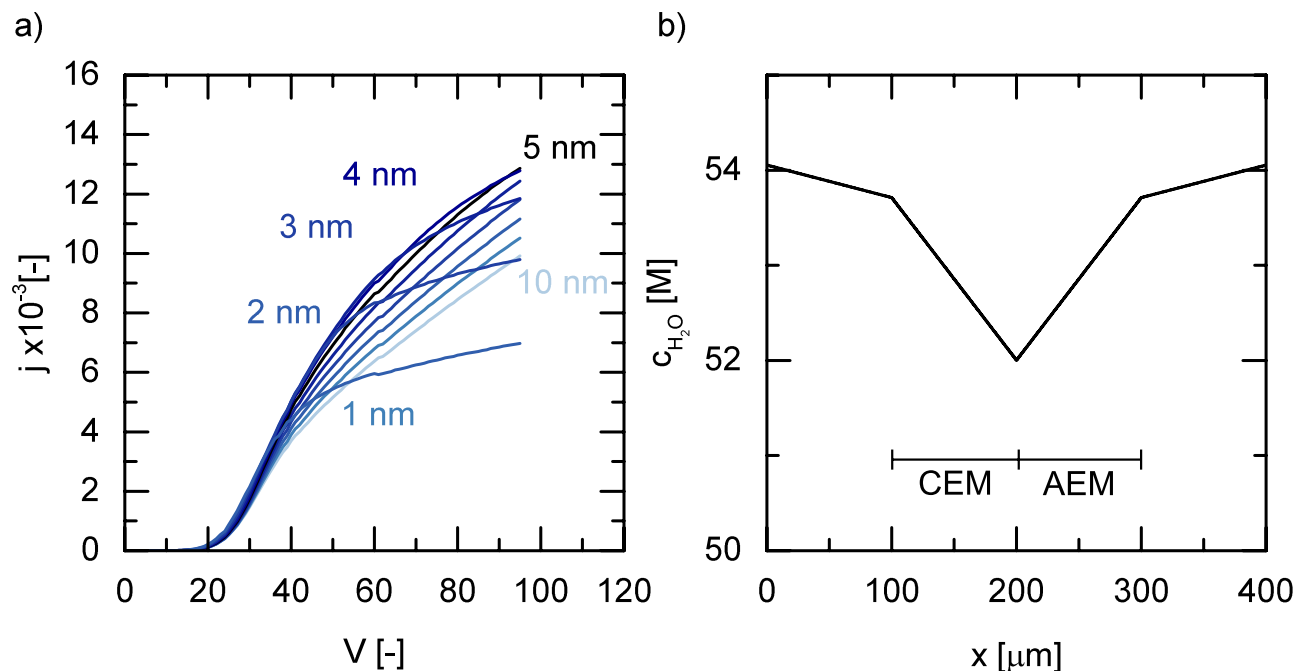 a)
16
14
12
10
8
6
4
2
0
j x10⁻³[-]
5 nm
4 nm
3 nm
10 nm
2 nm
1 nm
0 20 40 60 80 100 120
V [-]
b)
54
52
50
c_H₂O [M]
CEM AEM
0 100 200 300 400
x [μm]